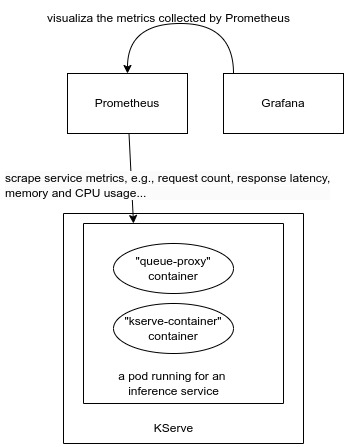 visualiza the metrics collected by Prometheus
Prometheus
Grafana
scrape service metrics, e.g., request count, response latency,
memory and CPU usage...
"queue-proxy"
container
"kserve-container"
container
a pod running for an
inference service
KServe